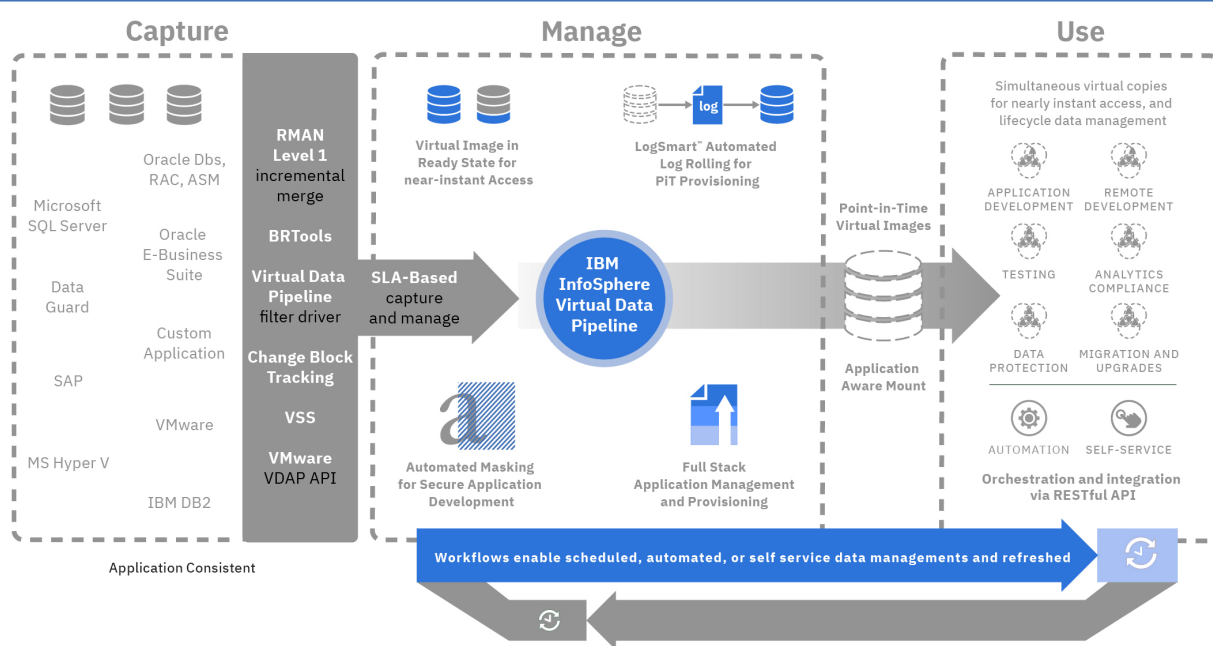 Capture
Manage
Use
Oracle Dbs,
RAC, ASM
Microsoft
SQL Server
Oracle
E-Business
Suite
Data
Guard
Custom
Application
SAP
VMware
MS Hyper V
IBM DB2
Application Consistent
RMAN
Level 1
incremental
merge
BRTools
Virtual Data
Pipeline
filter driver
Change Block
Tracking
VSS
VMware
VDAP API
SLA-Based
capture
and manage
Virtual Image in
Ready State for
near-instant Access
log
LogSmart™ Automated
Log Rolling for
PiT Provisioning
IBM
InfoSphere
Virtual Data
Pipeline
a
Automated Masking
for Secure Application
Development
Full Stack
Application Management
and Provisioning
Point-in-Time
Virtual Images
Application
Aware Mount
Simultaneous virtual copies
for nearly instant access, and
lifecycle data management
APPLICATION
DEVELOPMENT
REMOTE
DEVELOPMENT
TESTING
ANALYTICS
COMPLIANCE
DATA
PROTECTION
MIGRATION AND
UPGRADES
AUTOMATION
SELF-SERVICE
Orchestration and integration
via RESTful API
Workflows enable scheduled, automated, or self service data managements and refreshed